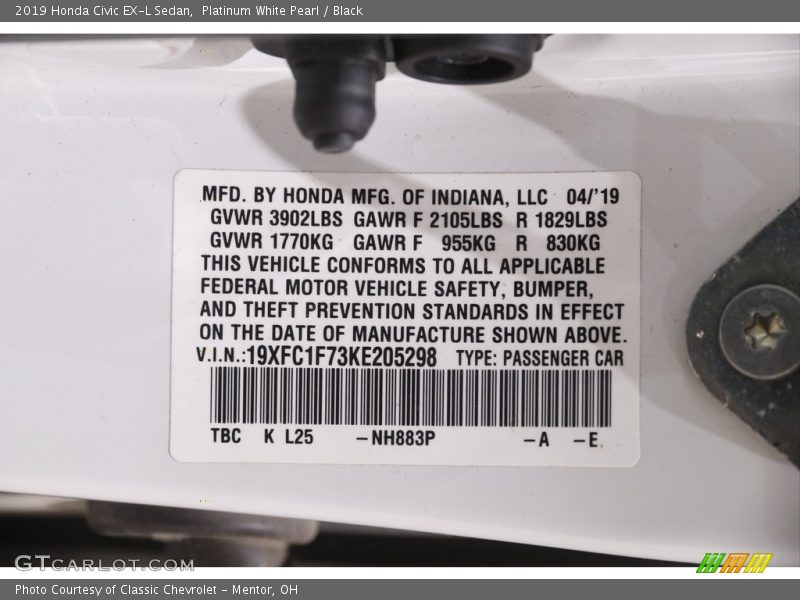 2019 Honda Civic EX-L Sedan,  Platinum White Pearl / Black
MFD. BY HONDA MFG. OF INDIANA, LLC  04/'19
GVWR 3902LBS  GAWR F 2105LBS  R 1829LBS
GVWR 1770KG  GAWR F  955KG  R  830KG
THIS VEHICLE CONFORMS TO ALL APPLICABLE
FEDERAL MOTOR VEHICLE SAFETY, BUMPER,
AND THEFT PREVENTION STANDARDS IN EFFECT
ON THE DATE OF MANUFACTURE SHOWN ABOVE.
V.I.N.:19XFC1F73KE205298  TYPE: PASSENGER CAR
TBC  K  L25  –NH883P  –A  –E
GTCARLOT.COM
Photo Courtesy of Classic Chevrolet – Mentor, OH